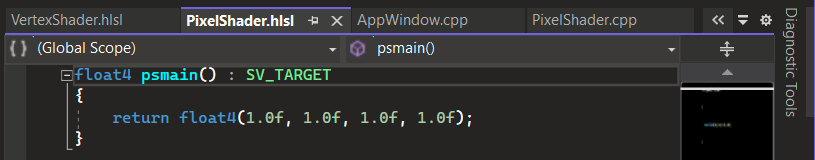 VertexShader.hlsl PixelShader.hlsl AppWindow.cpp PixelShader.cpp
(Global Scope) psmain()
float4 psmain() : SV_TARGET
{
return float4(1.0f, 1.0f, 1.0f, 1.0f);
}
Diagnostic Tools